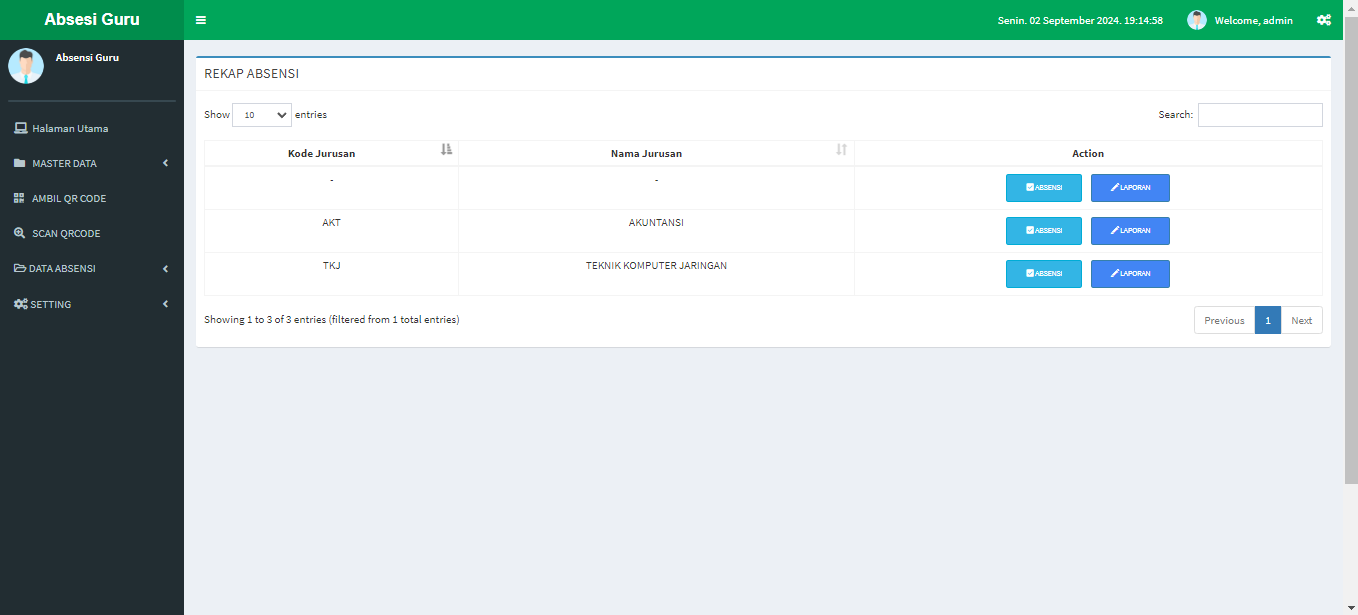 Absesi Guru
Senin. 02 September 2024. 19:14:58
Welcome, admin
Absensi Guru
Halaman Utama
MASTER DATA
AMBIL QR CODE
SCAN QRCODE
DATA ABSENSI
SETTING
REKAP ABSENSI
Show 10 entries
Search:
Kode Jurusan Nama Jurusan Action
- - ABSENSI LAPORAN
AKT AKUNTANSI ABSENSI LAPORAN
TKJ TEKNIK KOMPUTER JARINGAN ABSENSI LAPORAN
Showing 1 to 3 of 3 entries (filtered from 1 total entries)
Previous 1 Next